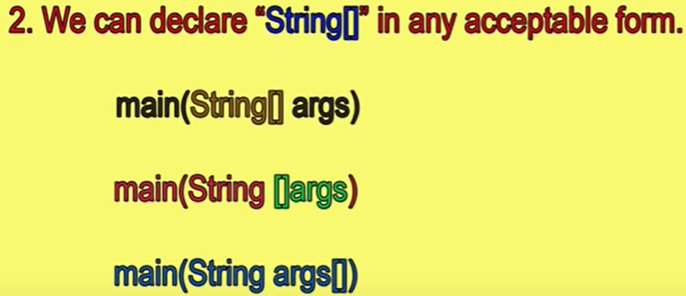 2. We can declare “String[]” in any acceptable form.
main(String[] args)
main(String []args)
main(String args[])